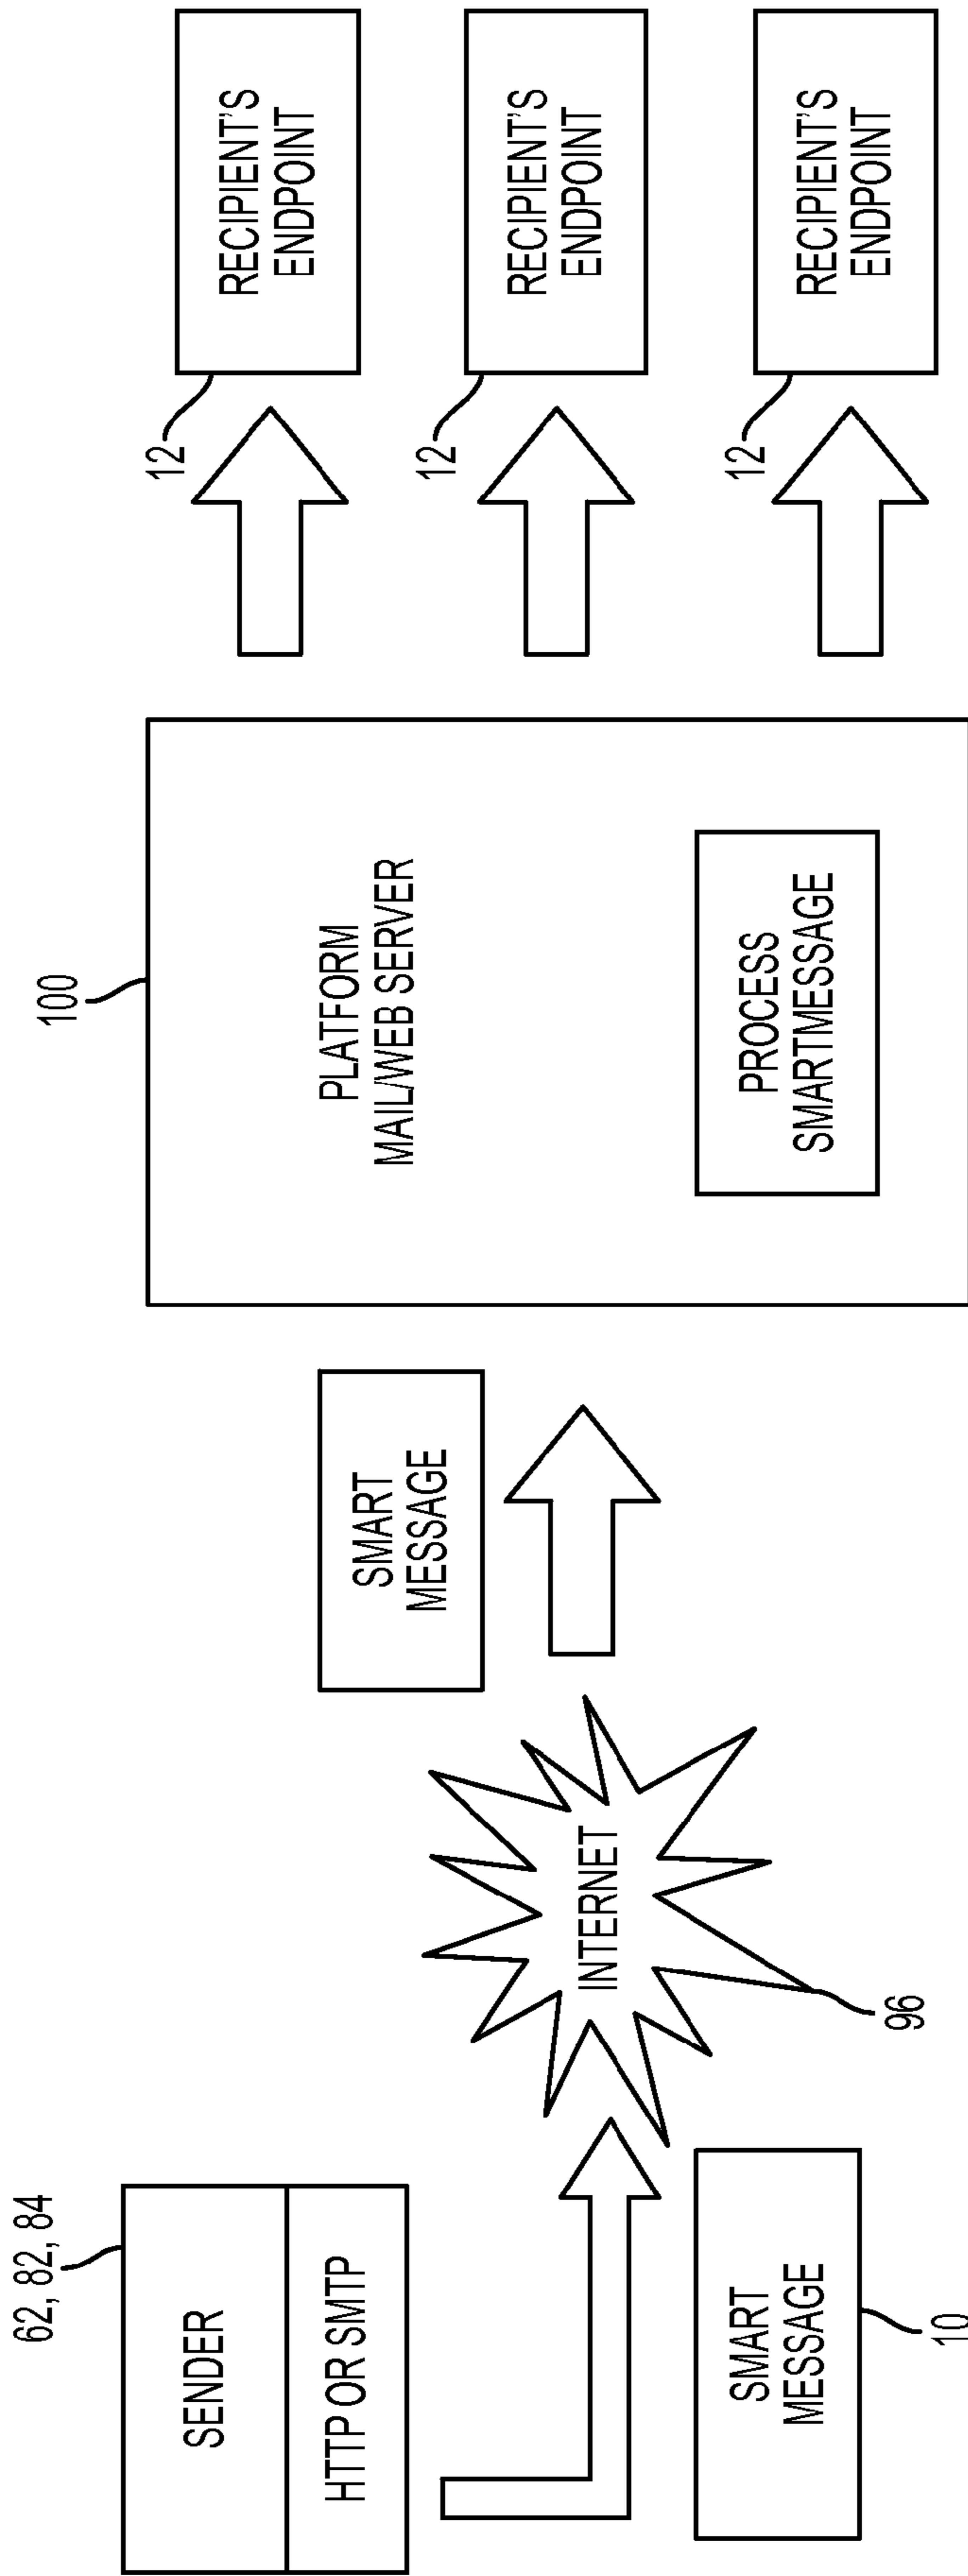 62, 82, 84
SENDER
HTTP OR SMTP
SMART
MESSAGE
10
INTERNET
96
SMART
MESSAGE
100
PLATFORM
MAIL/WEB SERVER
PROCESS
SMARTMESSAGE
12
RECIPIENT'S
ENDPOINT
12
RECIPIENT'S
ENDPOINT
12
RECIPIENT'S
ENDPOINT